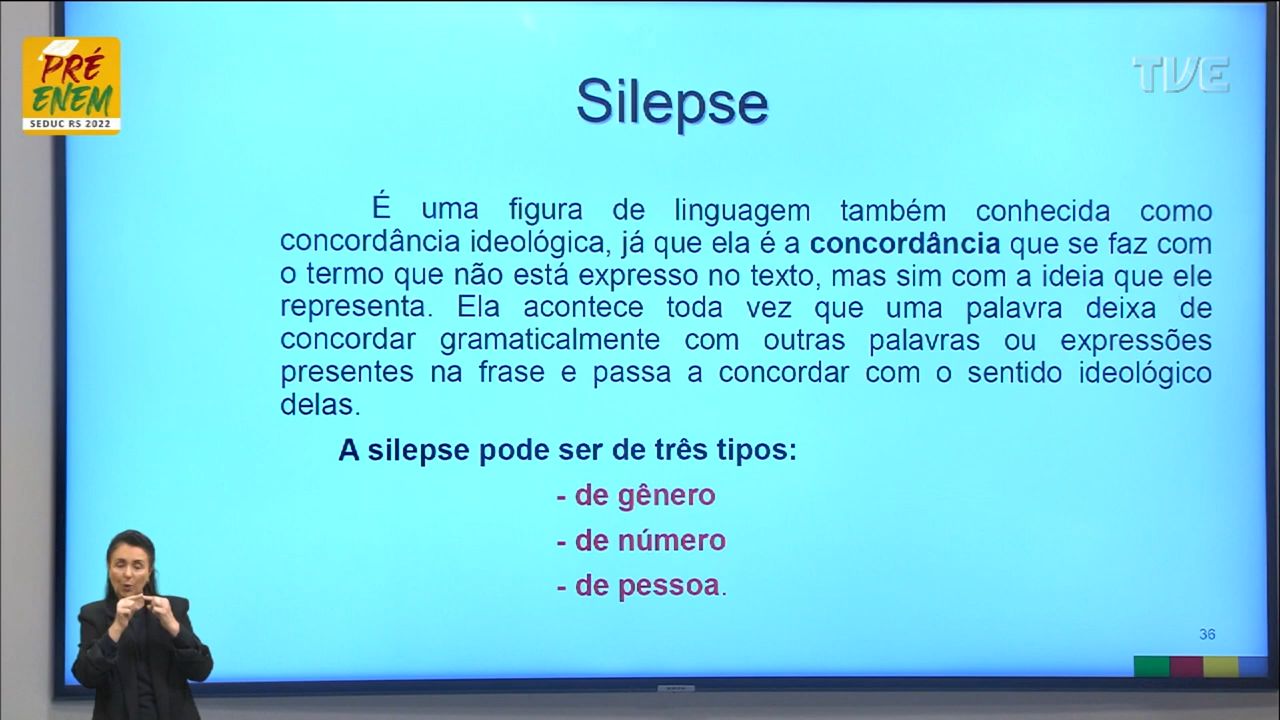 PRÉ
ENEM
SEDUC RS 2022
TVE
Silepse
É uma figura de linguagem também conhecida como
concordância ideológica, já que ela é a concordância que se faz com
o termo que não está expresso no texto, mas sim com a ideia que ele
representa. Ela acontece toda vez que uma palavra deixa de
concordar gramaticalmente com outras palavras ou expressões
presentes na frase e passa a concordar com o sentido ideológico
delas.
A silepse pode ser de três tipos:
- de gênero
- de número
- de pessoa.
36